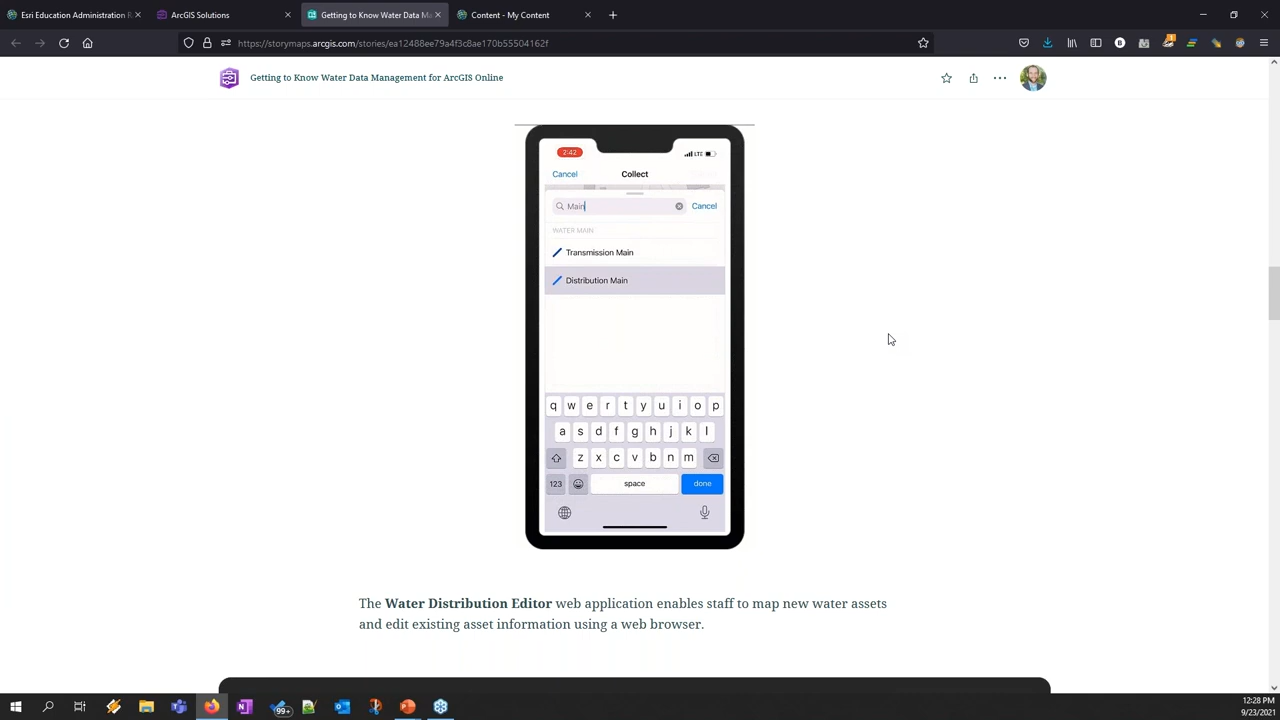 Esri Education Administration R
ArcGIS Solutions
Getting to Know Water Data Ma
Content - My Content
https://storymaps.arcgis.com/stories/ea12488ee79a4f3c8ae170b55504162f
Getting to Know Water Data Management for ArcGIS Online
2:42
LTE
Cancel
Collect
Main
Cancel
WATER MAIN
Transmission Main
Distribution Main
q w e r t y u i o p
a s d f g h j k l
z x c v b n m
123
space
done
The Water Distribution Editor web application enables staff to map new water assets
and edit existing asset information using a web browser.
99+
12:28 PM
9/23/2021